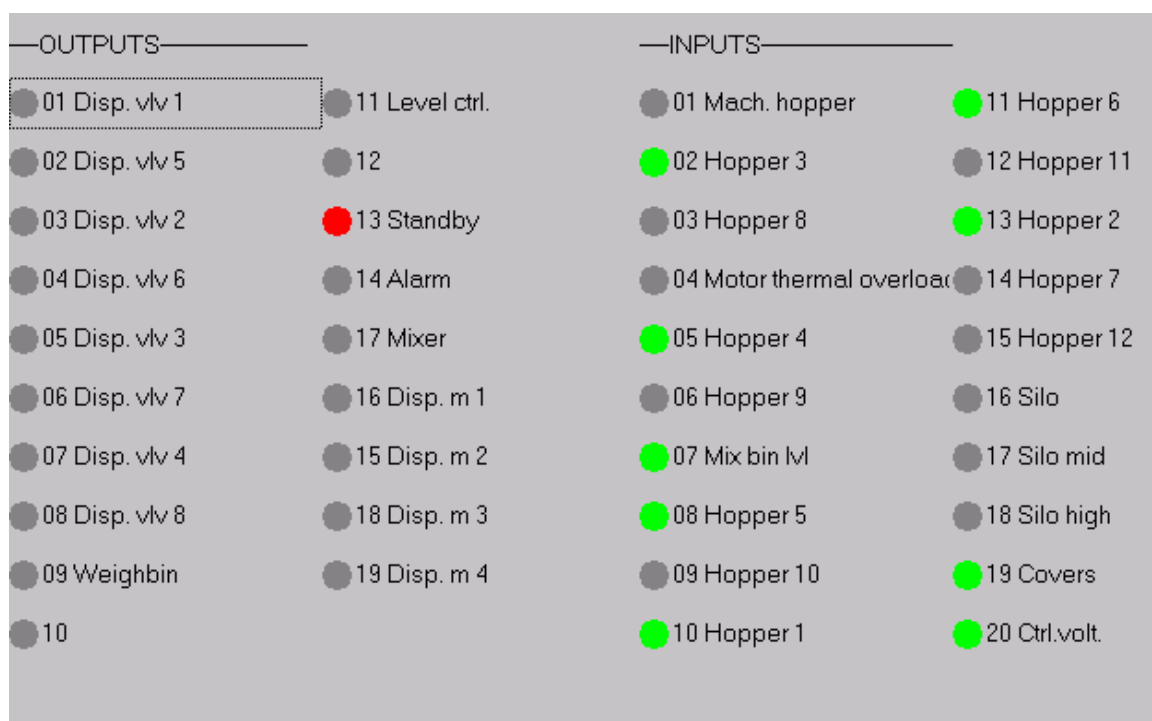 OUTPUTS
01 Disp. vlv 1
02 Disp. vlv 5
03 Disp. vlv 2
04 Disp. vlv 6
05 Disp. vlv 3
06 Disp. vlv 7
07 Disp. vlv 4
08 Disp. vlv 8
09 Weighbin
10
11 Level ctrl.
12
13 Standby
14 Alarm
17 Mixer
16 Disp. m 1
15 Disp. m 2
18 Disp. m 3
19 Disp. m 4
INPUTS
01 Mach. hopper
02 Hopper 3
03 Hopper 8
04 Motor thermal overloa
05 Hopper 4
06 Hopper 9
07 Mix bin lvl
08 Hopper 5
09 Hopper 10
10 Hopper 1
11 Hopper 6
12 Hopper 11
13 Hopper 2
14 Hopper 7
15 Hopper 12
16 Silo
17 Silo mid
18 Silo high
19 Covers
20 Ctrl.volt.